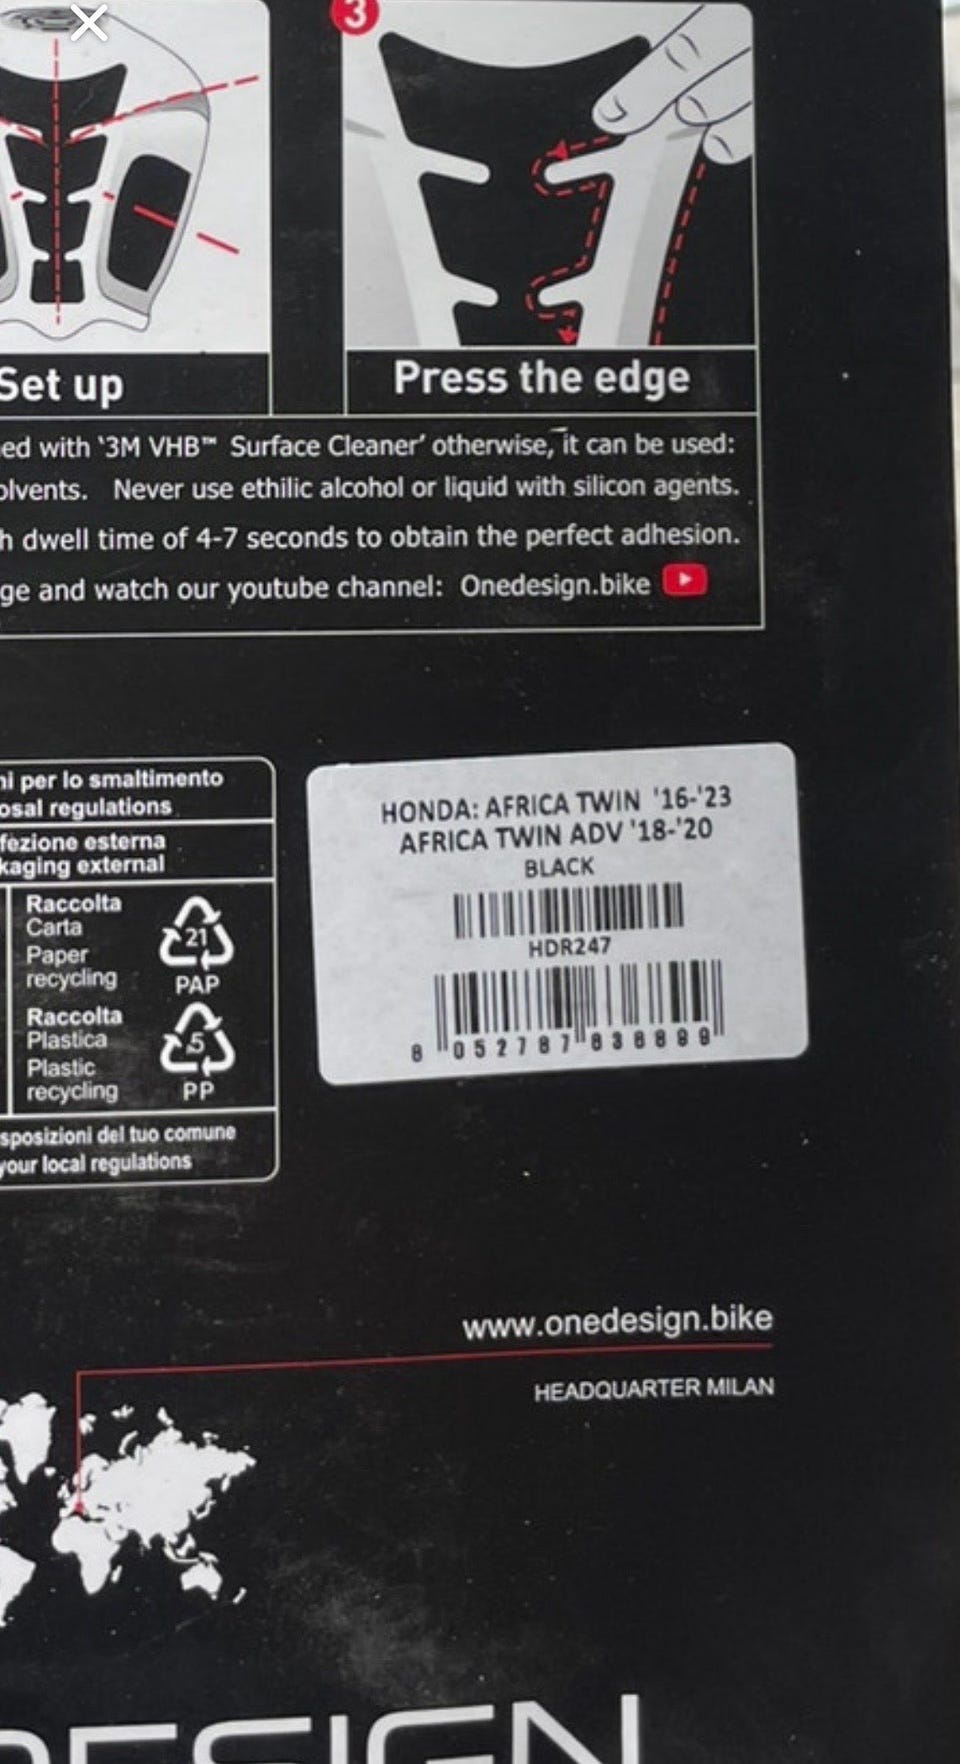 3
Set up
Press the edge
ed with '3M VHB™ Surface Cleaner' otherwise, it can be used:
olvents. Never use ethilic alcohol or liquid with silicon agents.
h dwell time of 4-7 seconds to obtain the perfect adhesion.
ge and watch our youtube channel: Onedesign.bike
ni per lo smaltimento
osal regulations
fezione esterna
kaging external
Raccolta
Carta
Paper
recycling
21
PAP
Raccolta
Plastica
Plastic
recycling
5
PP
sposizioni del tuo comune
your local regulations
HONDA: AFRICA TWIN '16-'23
AFRICA TWIN ADV '18-'20
BLACK
HDR247
8 052787 838899
www.onedesign.bike
HEADQUARTER MILAN
DESIGN